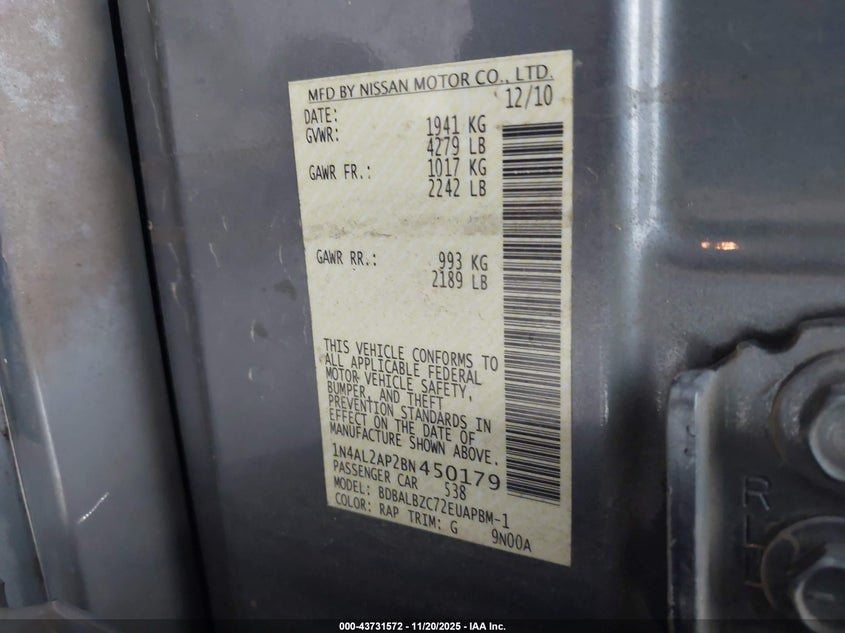 MFD BY NISSAN MOTOR CO., LTD.
DATE: 12/10
GVWR: 1941 KG
4279 LB
GAWR FR.: 1017 KG
2242 LB
GAWR RR.: 993 KG
2189 LB
THIS VEHICLE CONFORMS TO
ALL APPLICABLE FEDERAL
MOTOR VEHICLE SAFETY,
BUMPER, AND THEFT
PREVENTION STANDARDS IN
EFFECT ON THE DATE OF
MANUFACTURE SHOWN ABOVE.
1N4AL2AP2BN450179
PASSENGER CAR 538
MODEL: BDBALBZC72EUAPBM-1
COLOR: RAP TRIM: G 9N00A
000-43731572 — 11/20/2025 — IAA Inc.